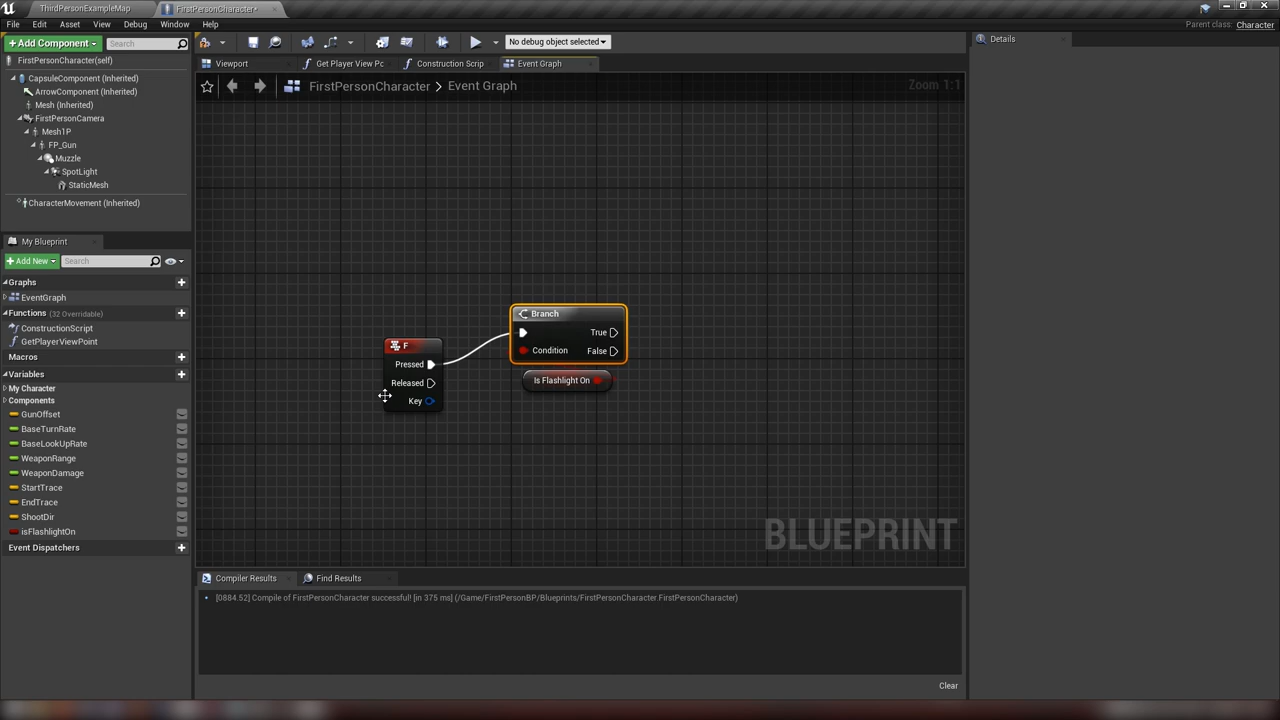 ThirdPersonExampleMap
FirstPersonCharacter*
File Edit Asset View Debug Window Help
Parent class: Character
+ Add Component
Search
No debug object selected
Details
FirstPersonCharacter(self)
Viewport
Get Player View Pc
Construction Scrip
Event Graph
CapsuleComponent (Inherited)
ArrowComponent (Inherited)
Mesh (Inherited)
FirstPersonCamera
Mesh1P
FP_Gun
Muzzle
SpotLight
StaticMesh
CharacterMovement (Inherited)
FirstPersonCharacter > Event Graph
Zoom 1:1
My Blueprint
+ Add New
Search
Graphs
EventGraph
Functions (32 Overridable)
ConstructionScript
GetPlayerViewPoint
Macros
Variables
My Character
Components
GunOffset
BaseTurnRate
BaseLookUpRate
WeaponRange
WeaponDamage
StartTrace
EndTrace
ShootDir
isFlashlightOn
Event Dispatchers
F
Pressed
Released
Key
Branch
True
Condition
False
Is Flashlight On
BLUEPRINT
Compiler Results
Find Results
[0884.52] Compile of FirstPersonCharacter successful! [in 375 ms] (/Game/FirstPersonBP/Blueprints/FirstPersonCharacter.FirstPersonCharacter)
Clear